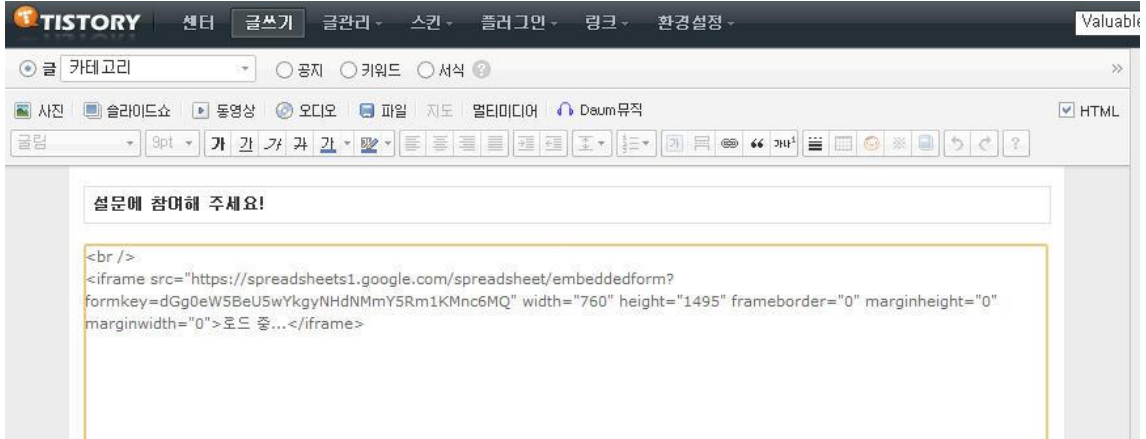 TISTORY 센터 글쓰기 글관리 스킨 플러그인 링크 환경설정 Valuable
글 카테고리 공지 키워드 서식 ? »
사진 슬라이드쇼 동영상 오디오 파일 지도 멀티미디어 Daum뮤직 HTML
굴림 9pt 가 가 가 가 가 가나¹ ?
설문에 참여해 주세요!
<br />
<iframe src="https://spreadsheets1.google.com/spreadsheet/embeddedform?
formkey=dGg0eW5BeU5wYkgyNHdNMmY5Rm1KMnc6MQ" width="760" height="1495" frameborder="0" marginheight="0"
marginwidth="0">로드 중...</iframe>